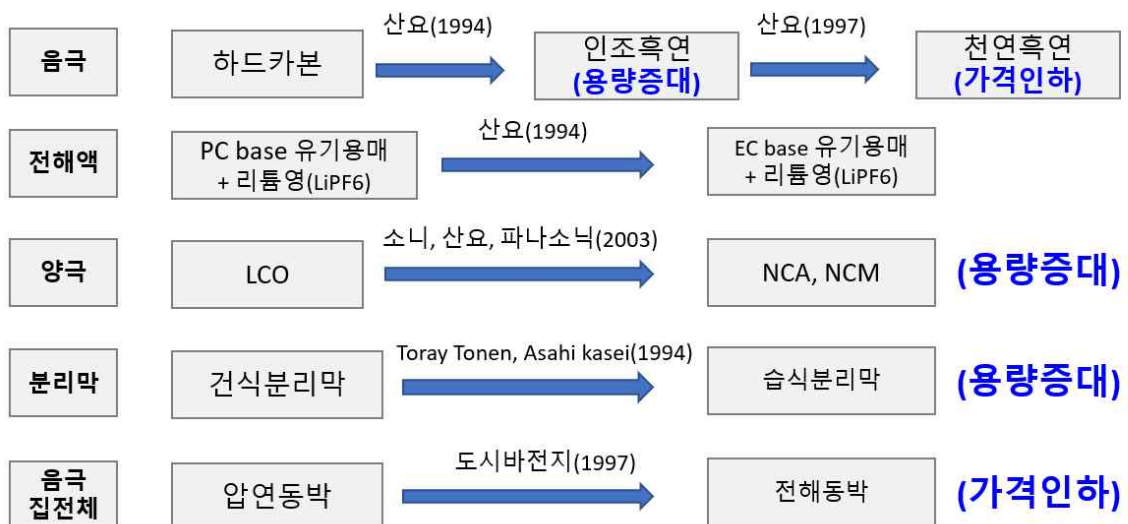 산요(1994)
산요(1997)
음극
하드카본
인조흑연
(용량증대)
천연흑연
(가격인하)
산요(1994)
전해액
PC base 유기용매
+ 리튬염(LiPF6)
EC base 유기용매
+ 리튬염(LiPF6)
소니, 산요, 파나소닉(2003)
양극
LCO
NCA, NCM
(용량증대)
Toray Tonen, Asahi kasei(1994)
분리막
건식분리막
습식분리막
(용량증대)
도시바전지(1997)
음극
집전체
압연동박
전해동박
(가격인하)